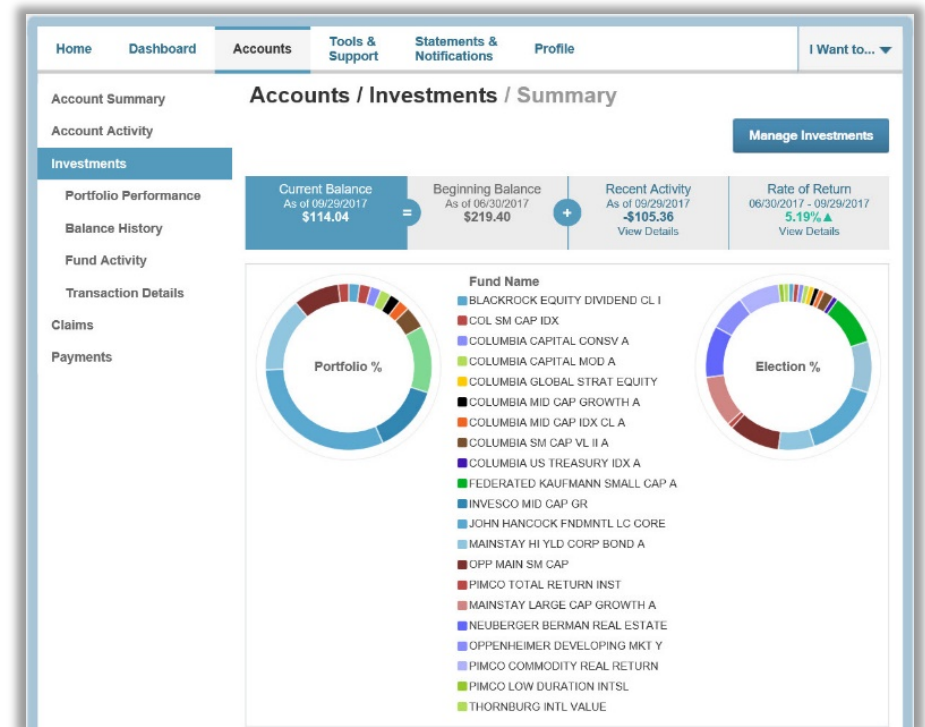 Home
Dashboard
Accounts
Tools &
Support
Statements &
Notifications
Profile
I Want to...
Account Summary
Account Activity
Investments
Portfolio Performance
Balance History
Fund Activity
Transaction Details
Claims
Payments
Accounts / Investments / Summary
Manage Investments
Current Balance
As of 09/29/2017
$114.04
=
Beginning Balance
As of 06/30/2017
$219.40
+
Recent Activity
As of 09/29/2017
-$105.36
View Details
Rate of Return
06/30/2017 - 09/29/2017
5.19%▲
View Details
Portfolio %
Fund Name
BLACKROCK EQUITY DIVIDEND CL I
COL SM CAP IDX
COLUMBIA CAPITAL CONSV A
COLUMBIA CAPITAL MOD A
COLUMBIA GLOBAL STRAT EQUITY
COLUMBIA MID CAP GROWTH A
COLUMBIA MID CAP IDX CL A
COLUMBIA SM CAP VL II A
COLUMBIA US TREASURY IDX A
FEDERATED KAUFMANN SMALL CAP A
INVESCO MID CAP GR
JOHN HANCOCK FNDMNTL LC CORE
MAINSTAY HI YLD CORP BOND A
OPP MAIN SM CAP
PIMCO TOTAL RETURN INST
MAINSTAY LARGE CAP GROWTH A
NEUBERGER BERMAN REAL ESTATE
OPPENHEIMER DEVELOPING MKT Y
PIMCO COMMODITY REAL RETURN
PIMCO LOW DURATION INTSL
THORNBURG INTL VALUE
Election %